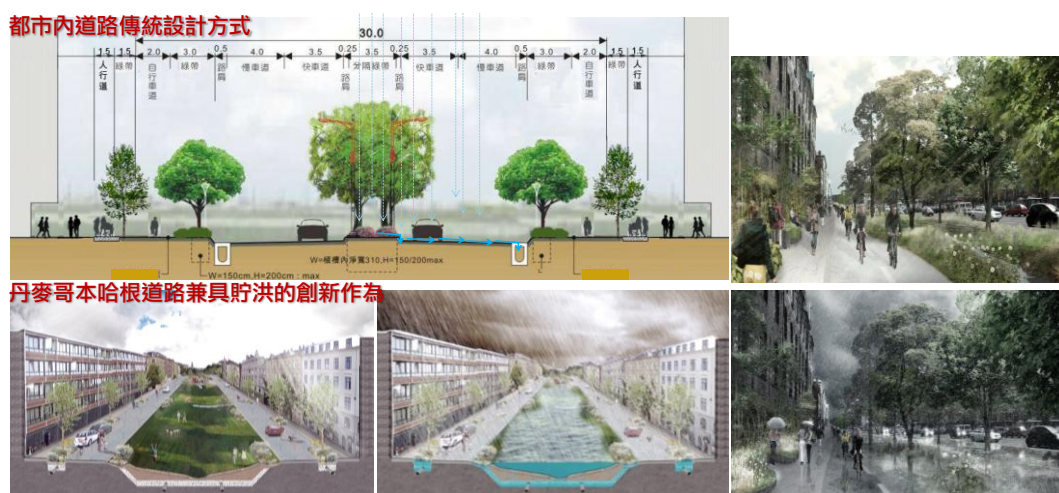 都市內道路傳統設計方式
30.0
1.5 1.5 2.0 3.0 0.5 4.0 3.5 0.25 3.5 0.25 3.5 4.0 0.5 3.0 2.0 1.5 1.5
人行道 綠帶 自行車道 綠帶 路肩 慢車道 快車道 路肩 分隔綠帶 路肩 快車道 慢車道 路肩 綠帶 自行車道 綠帶 人行道
W=植槽內淨寬310,H=150/200max
W=150cm,H=200cm : max
丹麥哥本哈根道路兼具貯洪的創新作為